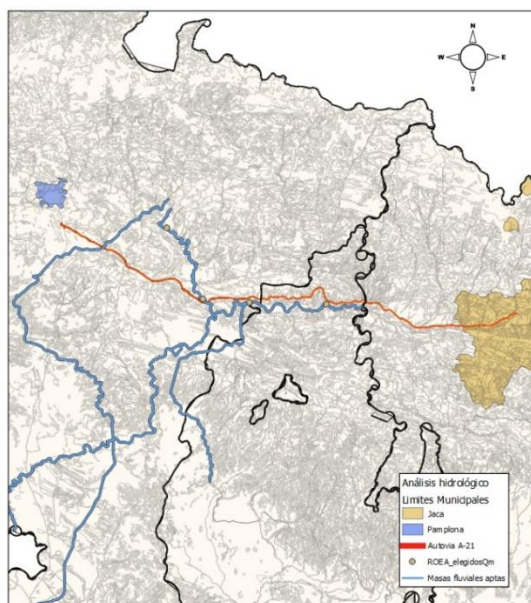 N
W E
S
Análisis hidrológico
Limites Municipales
Jaca
Pamplona
Autovia A-21
ROEA_elegidosQm
Masas fluviales aptas